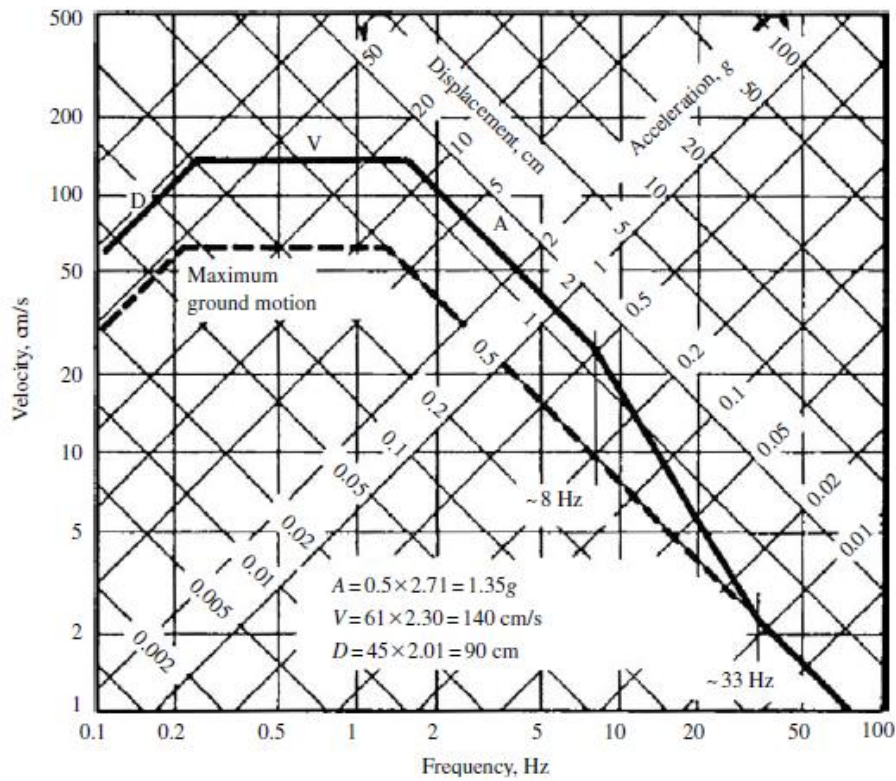 500
200
100
50
20
10
5
2
1
Velocity, cm/s
50
20
10
5
2
Displacement, cm
Acceleration, g
100
50
20
10
5
2
1
0.5
0.2
0.1
0.05
0.02
0.01
1
0.5
0.2
0.1
0.05
0.02
0.01
0.005
0.002
D
V
A
Maximum
ground motion
~8 Hz
~33 Hz
A=0.5×2.71=1.35g
V=61×2.30=140 cm/s
D=45×2.01=90 cm
0.1 0.2 0.5 1 2 5 10 20 50 100
Frequency, Hz